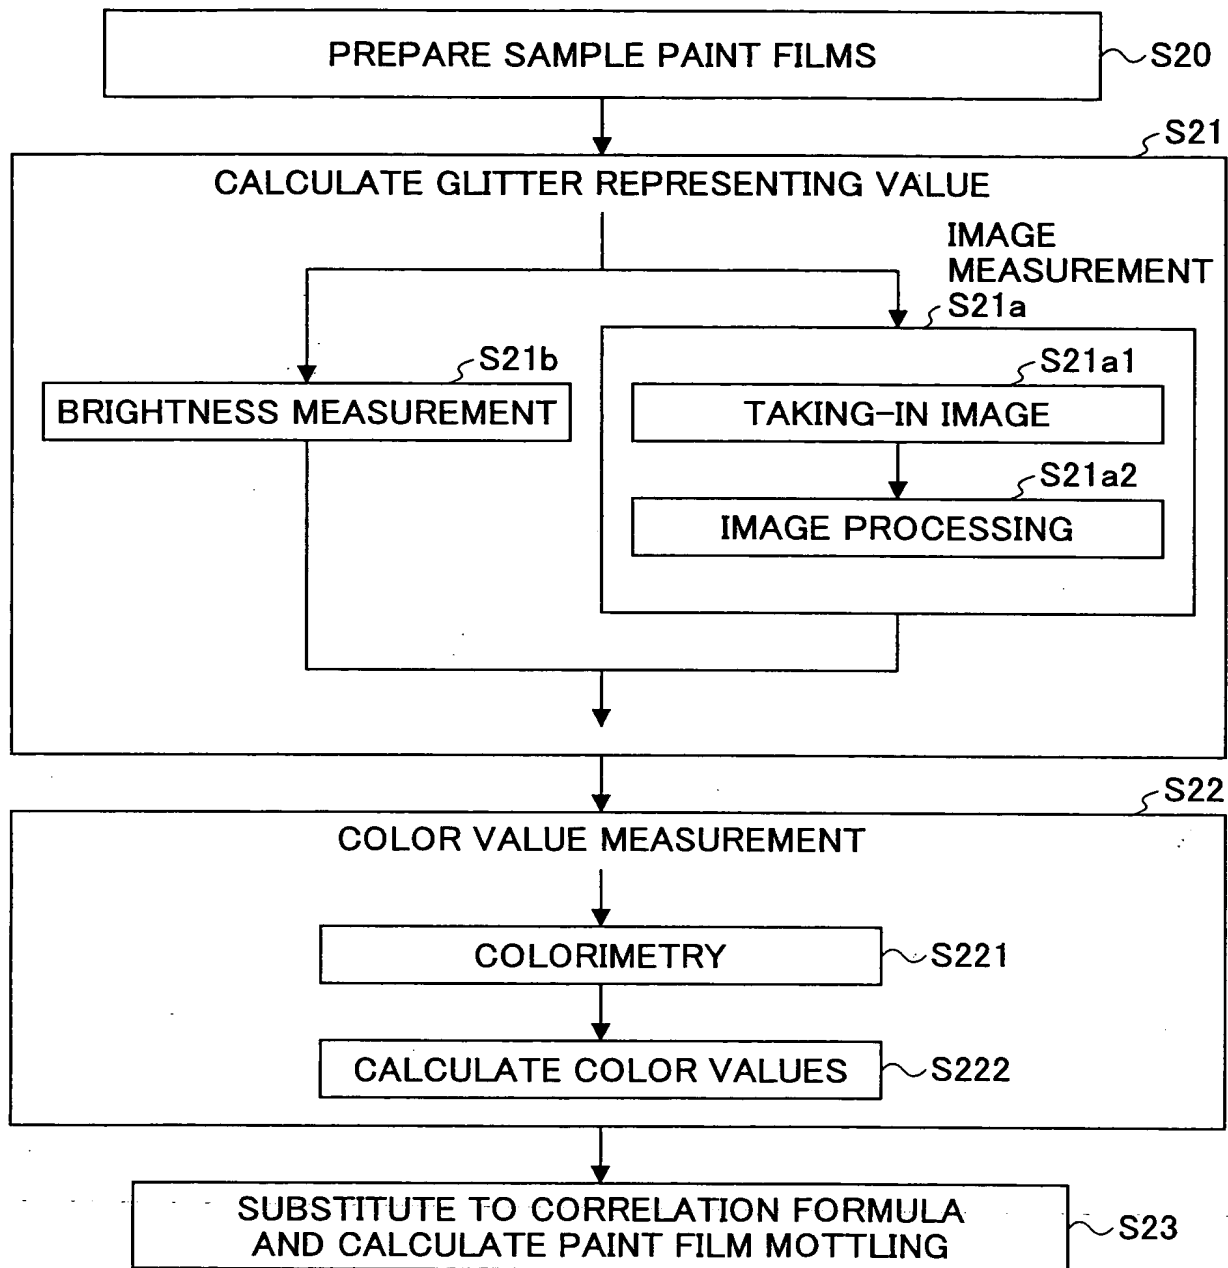 PREPARE SAMPLE PAINT FILMS
S20
S21
CALCULATE GLITTER REPRESENTING VALUE
IMAGE
MEASUREMENT
S21a
S21b
BRIGHTNESS MEASUREMENT
S21a1
TAKING-IN IMAGE
S21a2
IMAGE PROCESSING
S22
COLOR VALUE MEASUREMENT
COLORIMETRY
S221
CALCULATE COLOR VALUES
S222
SUBSTITUTE TO CORRELATION FORMULA
AND CALCULATE PAINT FILM MOTTLING
S23